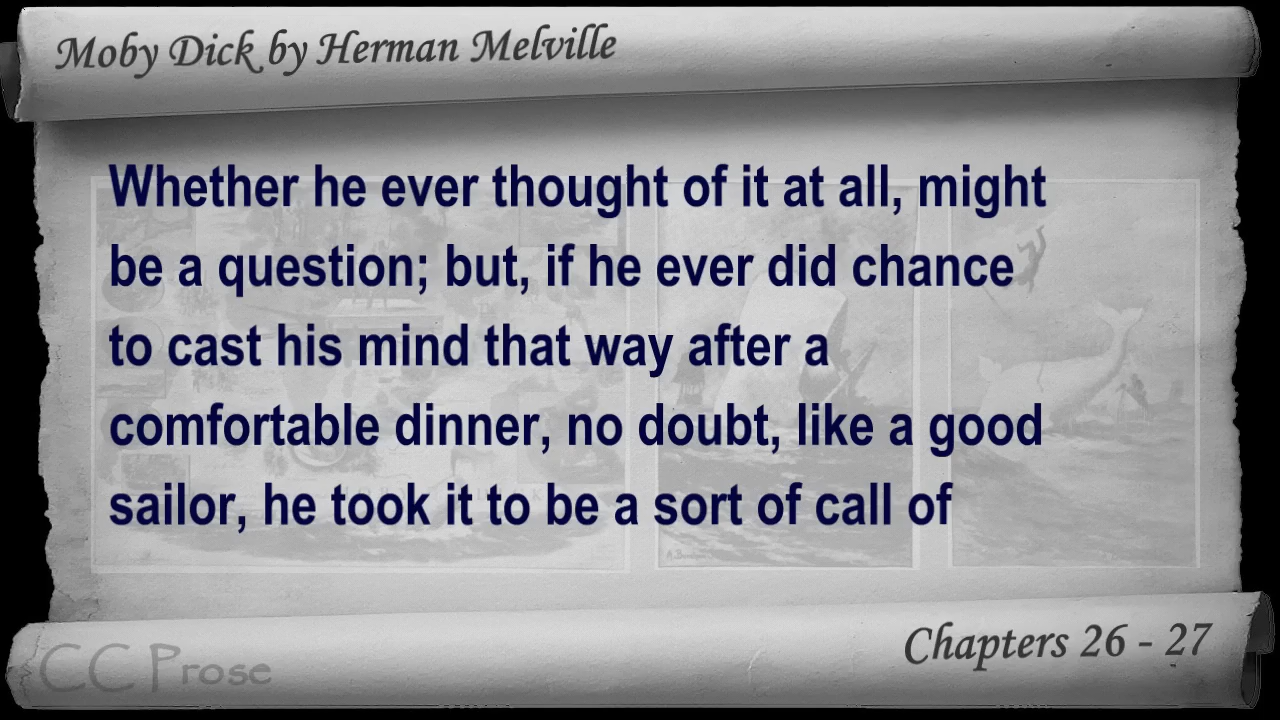 Moby Dick by Herman Melville
Whether he ever thought of it at all, might
be a question; but, if he ever did chance
to cast his mind that way after a
comfortable dinner, no doubt, like a good
sailor, he took it to be a sort of call of
Chapters 26 - 27
CC Prose